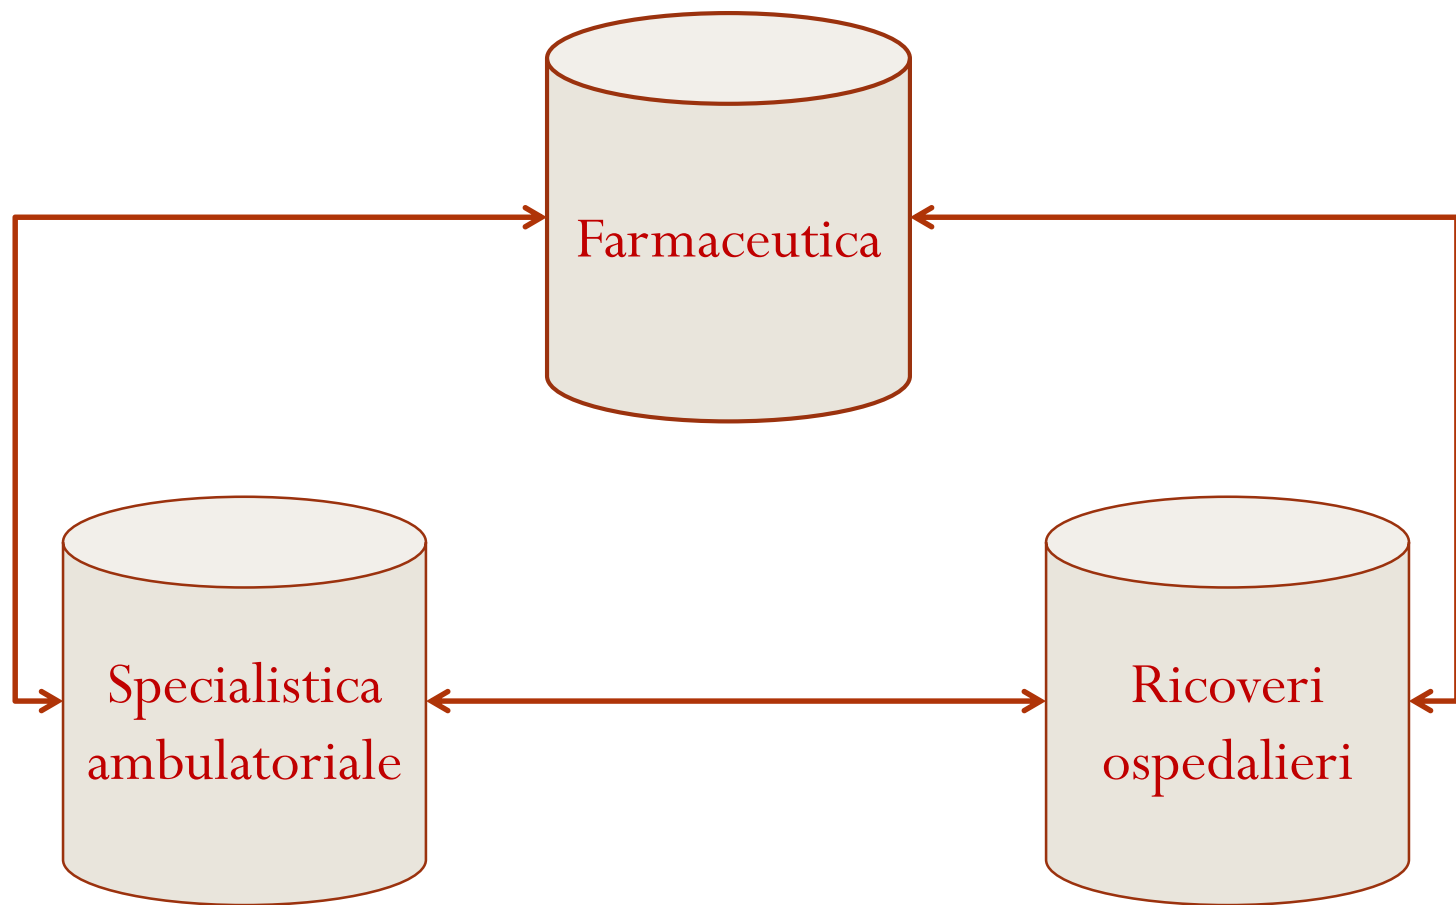 Farmaceutica
Specialistica
ambulatoriale
Ricoveri
ospedalieri